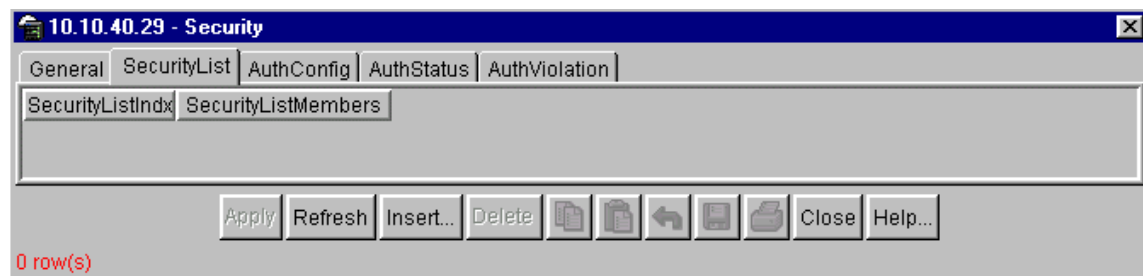 10.10.40.29 - Security
General SecurityList AuthConfig AuthStatus AuthViolation
SecurityListIndx SecurityListMembers
Apply Refresh Insert... Delete Close Help...
0 row(s)